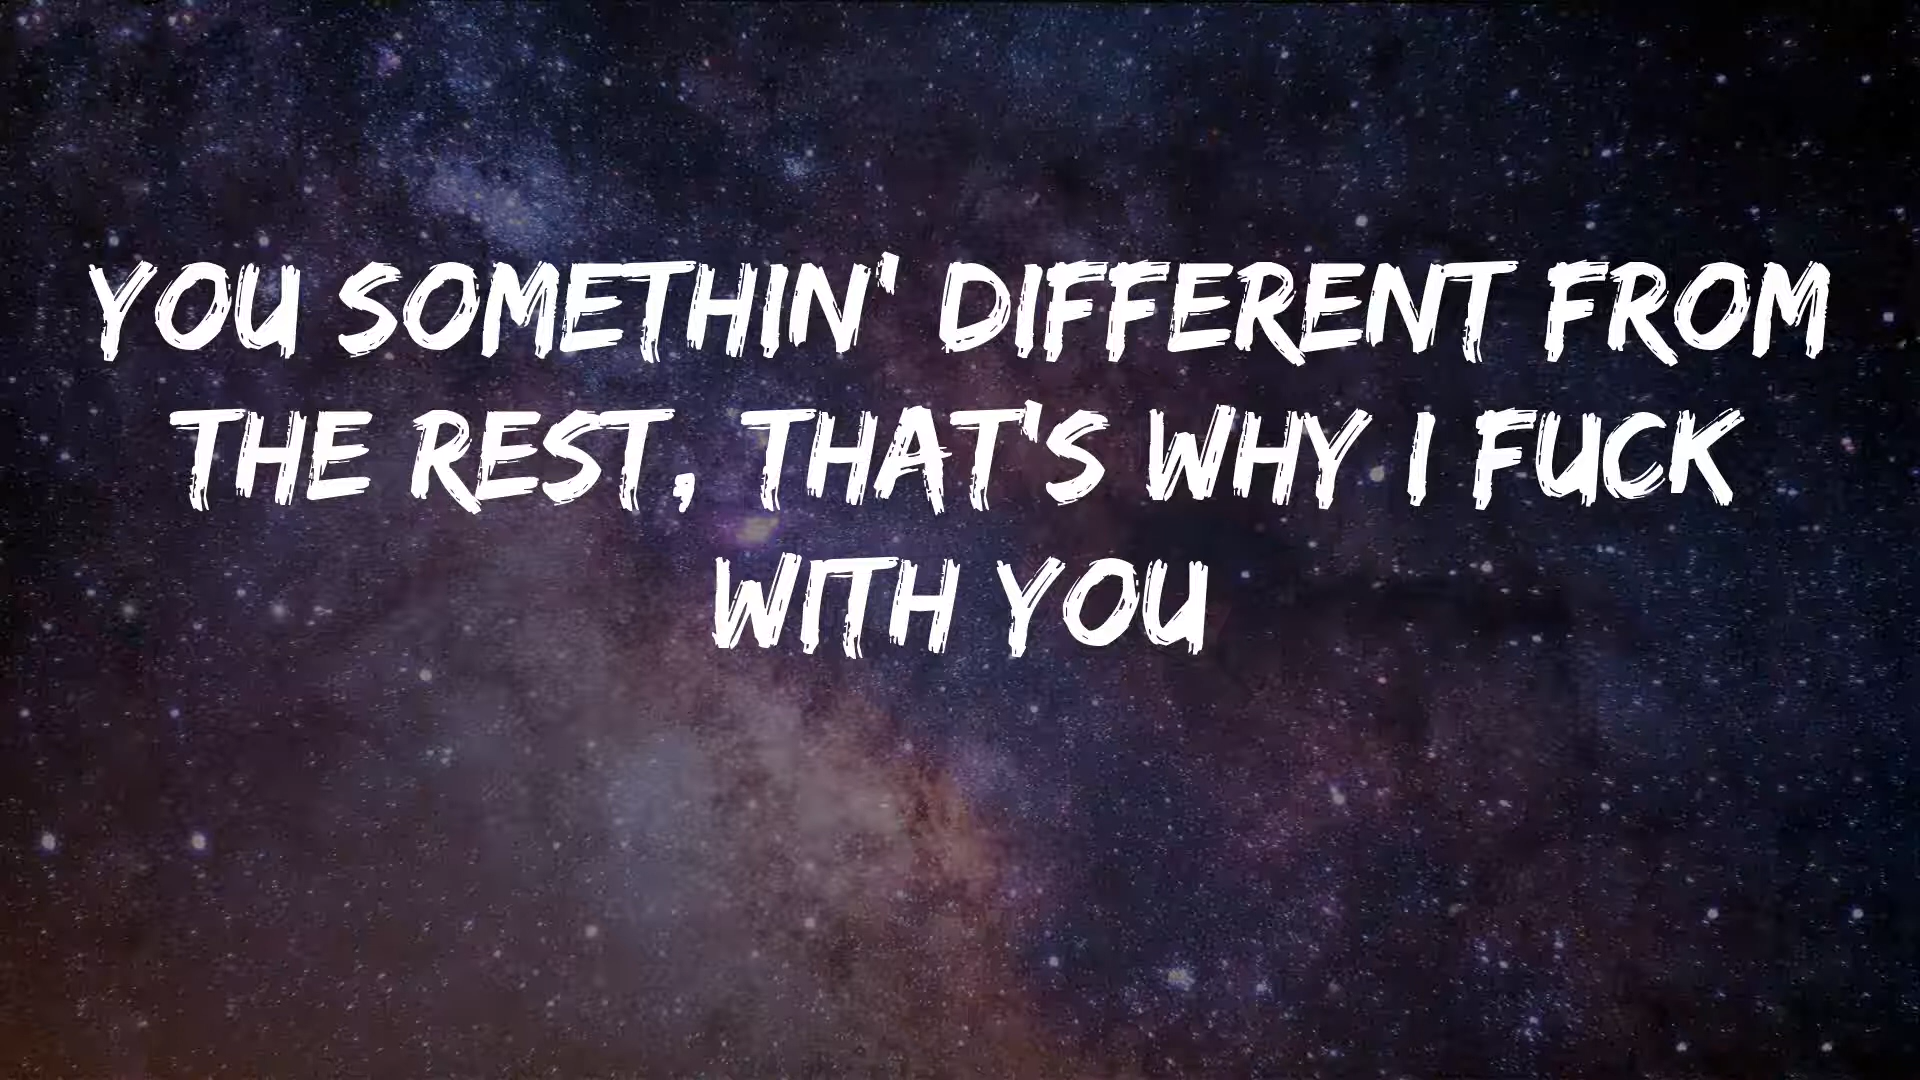 YOU SOMETHIN' DIFFERENT FROM
THE REST, THAT'S WHY I FUCK
WITH YOU